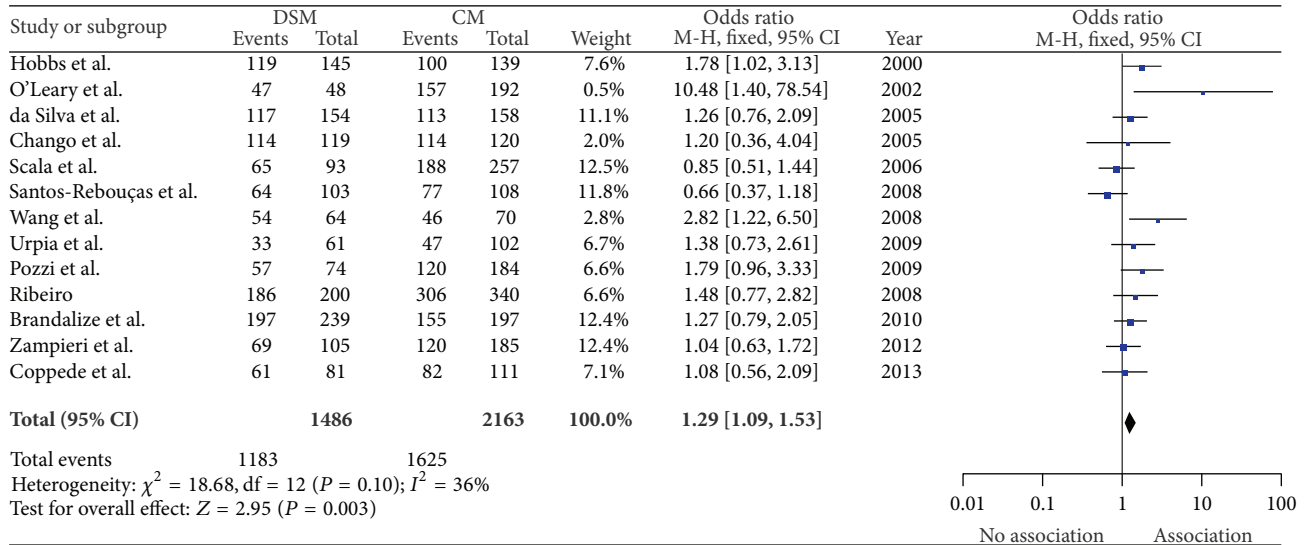 Study or subgroup DSM CM Weight Odds ratio Year Odds ratio
Events Total Events Total M-H, fixed, 95% CI M-H, fixed, 95% CI
Hobbs et al. 119 145 100 139 7.6% 1.78 [1.02, 3.13] 2000
O'Leary et al. 47 48 157 192 0.5% 10.48 [1.40, 78.54] 2002
da Silva et al. 117 154 113 158 11.1% 1.26 [0.76, 2.09] 2005
Chango et al. 114 119 114 120 2.0% 1.20 [0.36, 4.04] 2005
Scala et al. 65 93 188 257 12.5% 0.85 [0.51, 1.44] 2006
Santos-Rebouças et al. 64 103 77 108 11.8% 0.66 [0.37, 1.18] 2008
Wang et al. 54 64 46 70 2.8% 2.82 [1.22, 6.50] 2008
Urpia et al. 33 61 47 102 6.7% 1.38 [0.73, 2.61] 2009
Pozzi et al. 57 74 120 184 6.6% 1.79 [0.96, 3.33] 2009
Ribeiro 186 200 306 340 6.6% 1.48 [0.77, 2.82] 2008
Brandalize et al. 197 239 155 197 12.4% 1.27 [0.79, 2.05] 2010
Zampieri et al. 69 105 120 185 12.4% 1.04 [0.63, 1.72] 2012
Coppede et al. 61 81 82 111 7.1% 1.08 [0.56, 2.09] 2013
Total (95% CI) 1486 2163 100.0% 1.29 [1.09, 1.53]
Total events 1183 1625
Heterogeneity: χ² = 18.68, df = 12 (P = 0.10); I² = 36%
Test for overall effect: Z = 2.95 (P = 0.003)
0.01 0.1 1 10 100
No association Association